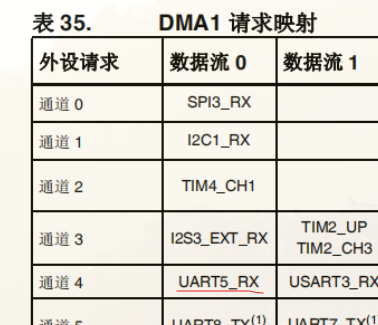 表 35. DMA1 请求映射
外设请求 数据流 0 数据流 1
通道 0 SPI3_RX
通道 1 I2C1_RX
通道 2 TIM4_CH1
通道 3 I2S3_EXT_RX TIM2_UP
TIM2_CH3
通道 4 UART5_RX USART3_RX
通道 5 UART8_TX(1) UART7_TX(1)